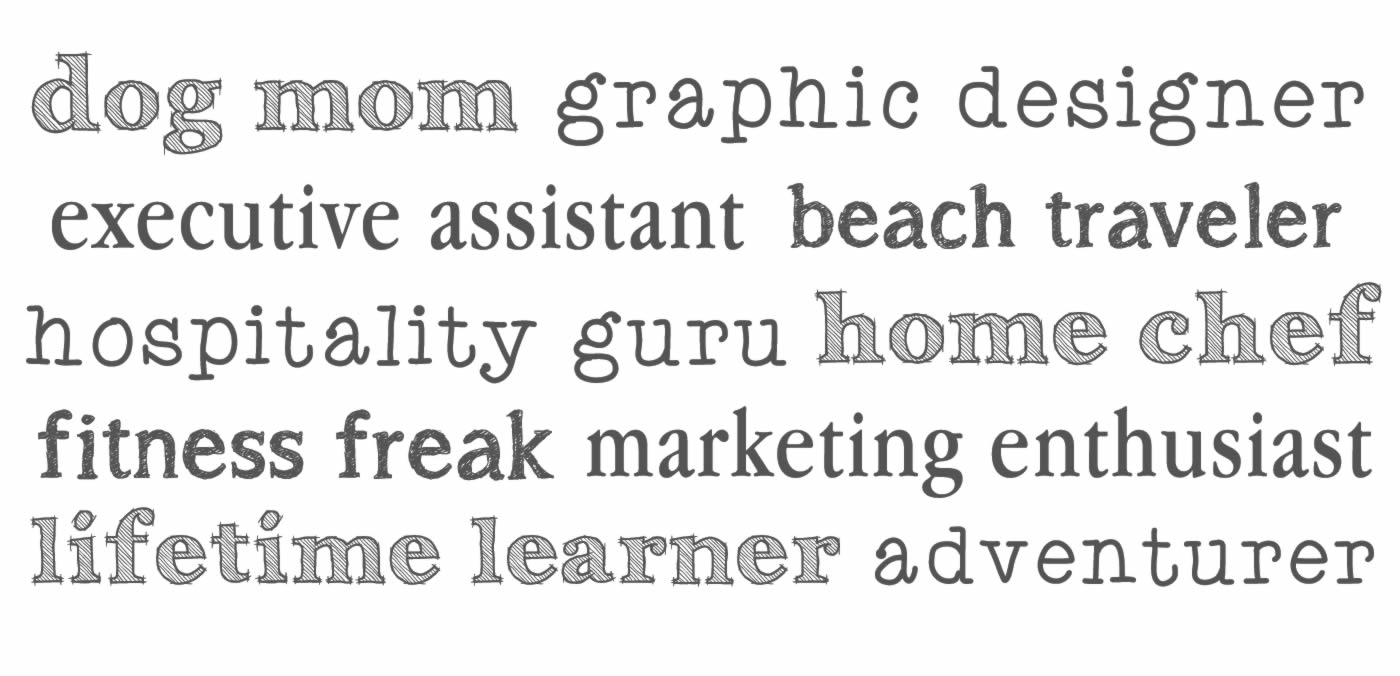 dog mom graphic designer
executive assistant beach traveler
hospitality guru home chef
fitness freak marketing enthusiast
lifetime learner adventurer